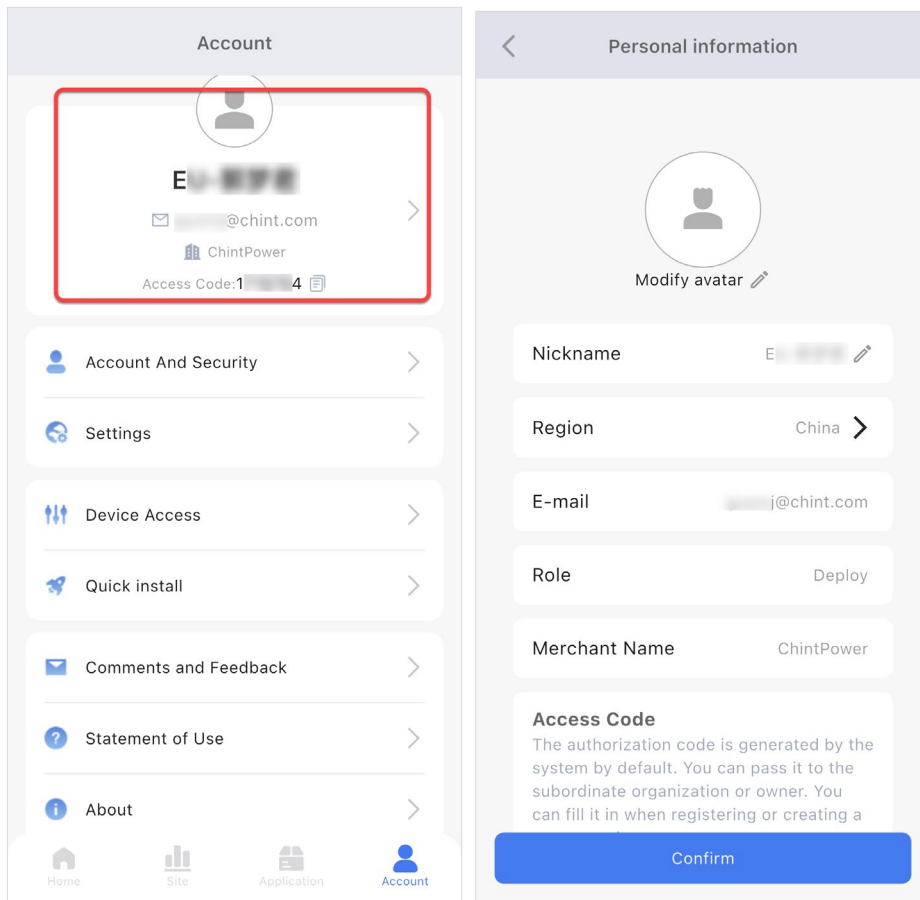 Account
E
@chint.com
ChintPower
Access Code:1 4
Account And Security
Settings
Device Access
Quick install
Comments and Feedback
Statement of Use
About
Home
Site
Application
Account
Personal information
Modify avatar
Nickname
E
Region
China
E-mail
j@chint.com
Role
Deploy
Merchant Name
ChintPower
Access Code
The authorization code is generated by the
system by default. You can pass it to the
subordinate organization or owner. You
can fill it in when registering or creating a
Confirm